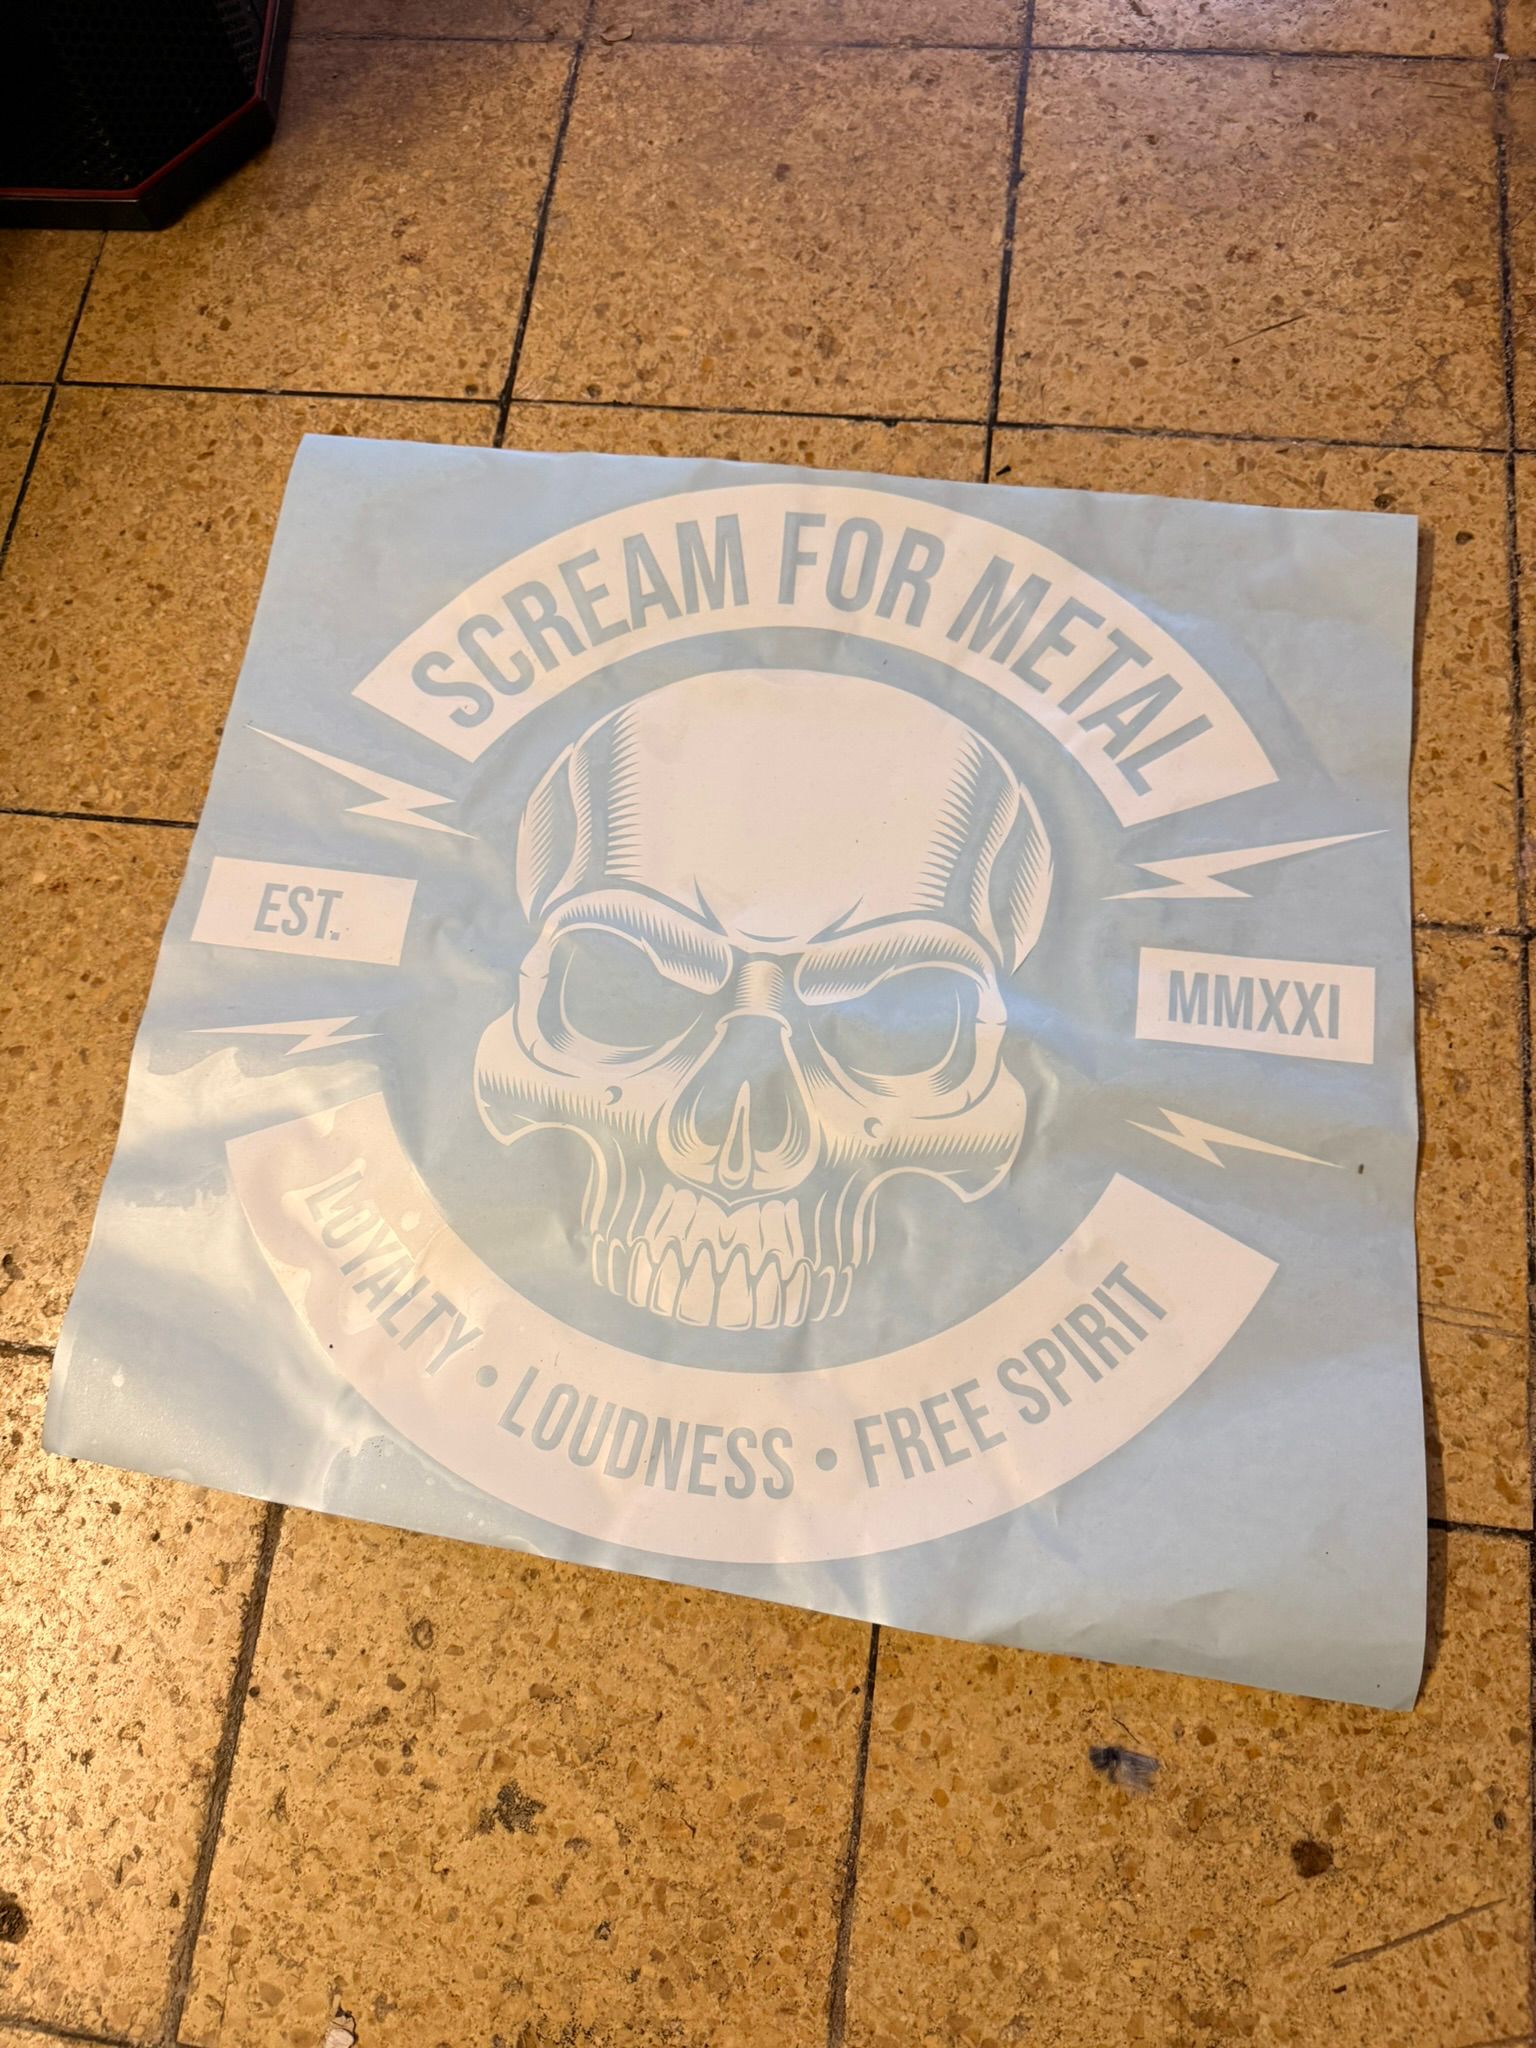 SCREAM FOR METAL
EST.
MMXXI
LOYALTY • LOUDNESS • FREE SPIRIT